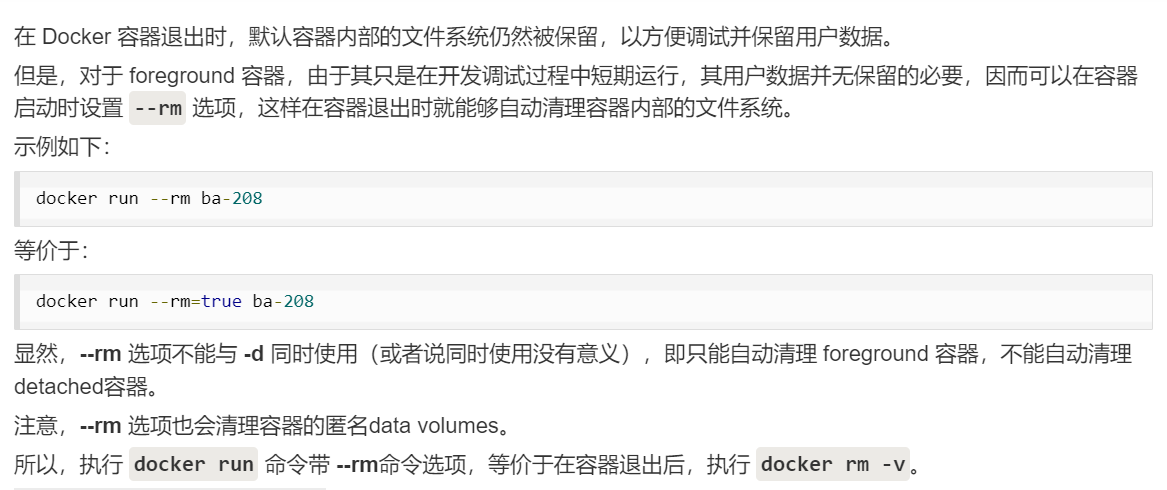 在 Docker 容器退出时，默认容器内部的文件系统仍然被保留，以方便调试并保留用户数据。
但是，对于 foreground 容器，由于其只是在开发调试过程中短期运行，其用户数据并无保留的必要，因而可以在容器
启动时设置 --rm 选项，这样在容器退出时就能够自动清理容器内部的文件系统。
示例如下：
docker run --rm ba-208
等价于：
docker run --rm=true ba-208
显然，--rm 选项不能与 -d 同时使用（或者说同时使用没有意义），即只能自动清理 foreground 容器，不能自动清理
detached容器。
注意，--rm 选项也会清理容器的匿名data volumes。
所以，执行 docker run 命令带 --rm命令选项，等价于在容器退出后，执行 docker rm -v。